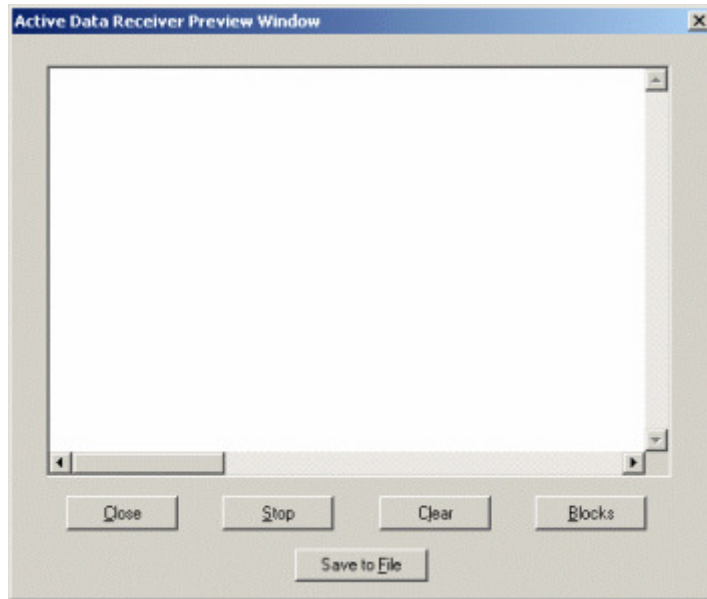 Active Data Receiver Preview Window
Close Stop Clear Blocks
Save to File